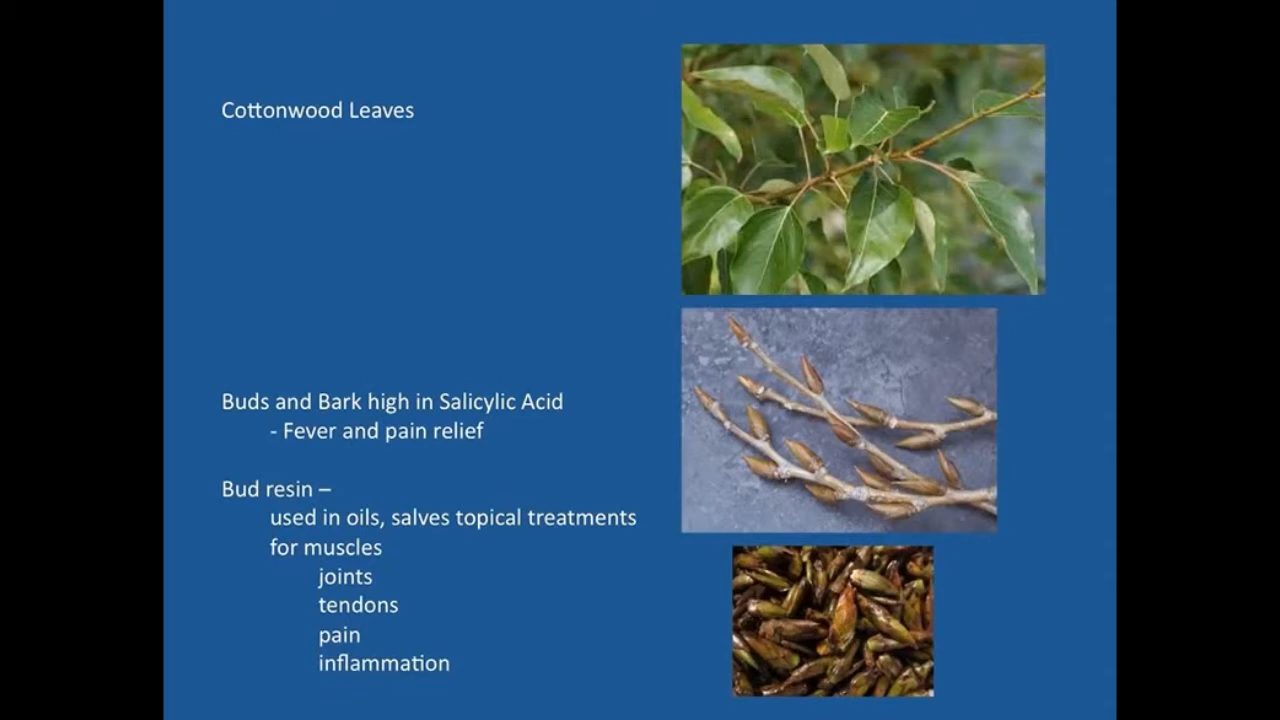 Cottonwood Leaves
Buds and Bark high in Salicylic Acid
- Fever and pain relief
Bud resin –
used in oils, salves topical treatments
for muscles
joints
tendons
pain
inflammation